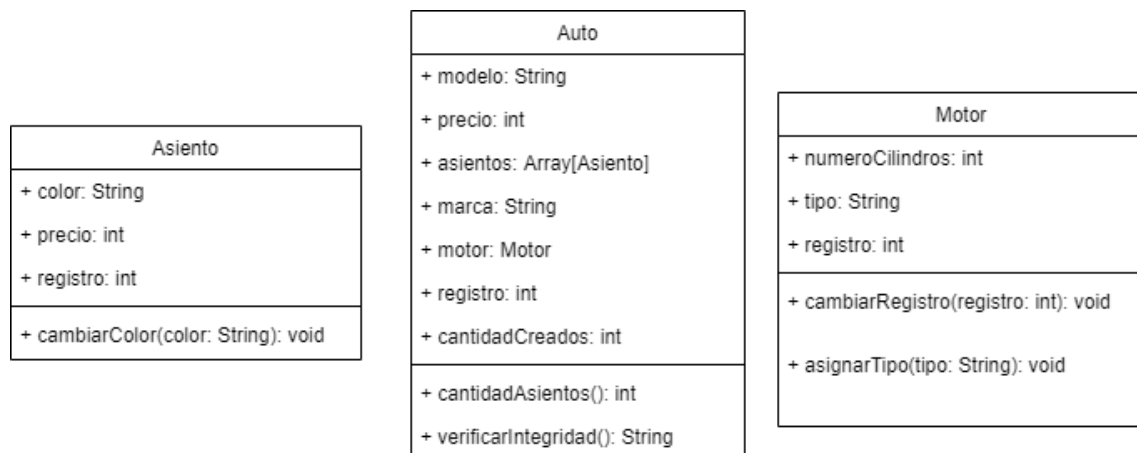 Asiento
+ color: String
+ precio: int
+ registro: int
+ cambiarColor(color: String): void
Auto
+ modelo: String
+ precio: int
+ asientos: Array[Asiento]
+ marca: String
+ motor: Motor
+ registro: int
+ cantidadCreados: int
+ cantidadAsientos(): int
+ verificarIntegridad(): String
Motor
+ numeroCilindros: int
+ tipo: String
+ registro: int
+ cambiarRegistro(registro: int): void
+ asignarTipo(tipo: String): void